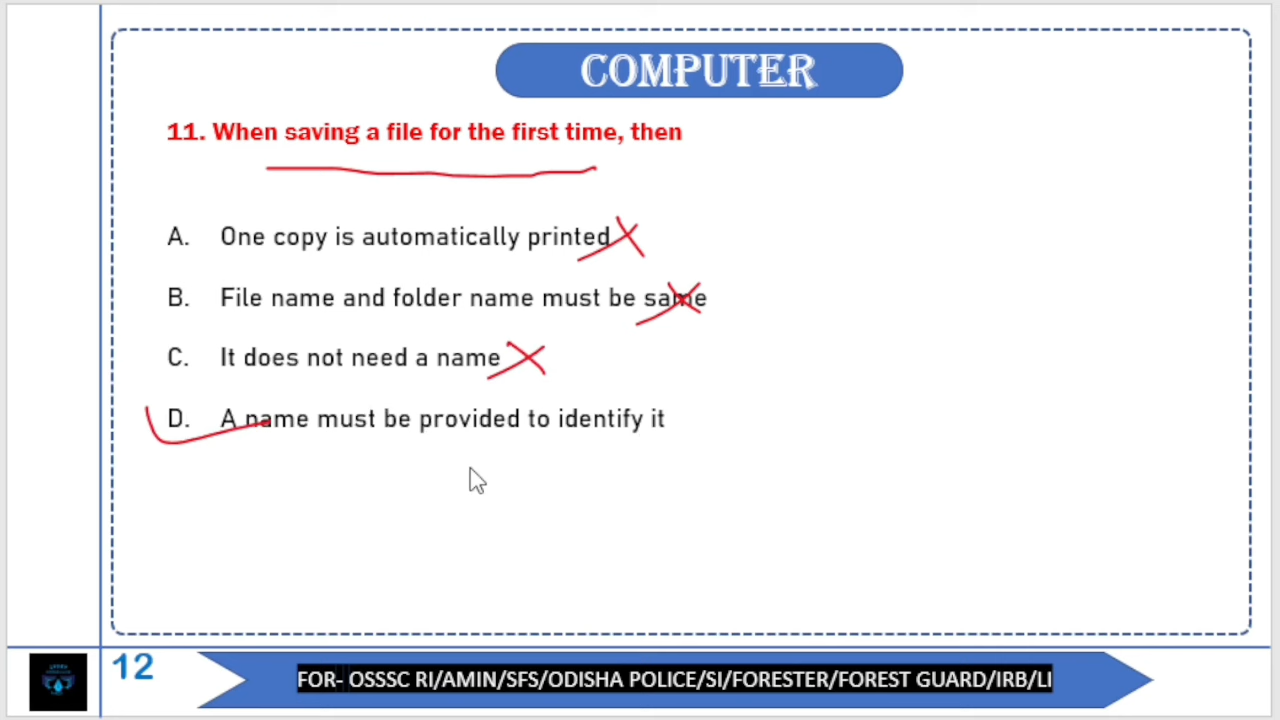 COMPUTER
11. When saving a file for the first time, then
A. One copy is automatically printed
B. File name and folder name must be same
C. It does not need a name
D. A name must be provided to identify it
12
FOR- OSSSC RI/AMIN/SFS/ODISHA POLICE/SI/FORESTER/FOREST GUARD/IRB/LI